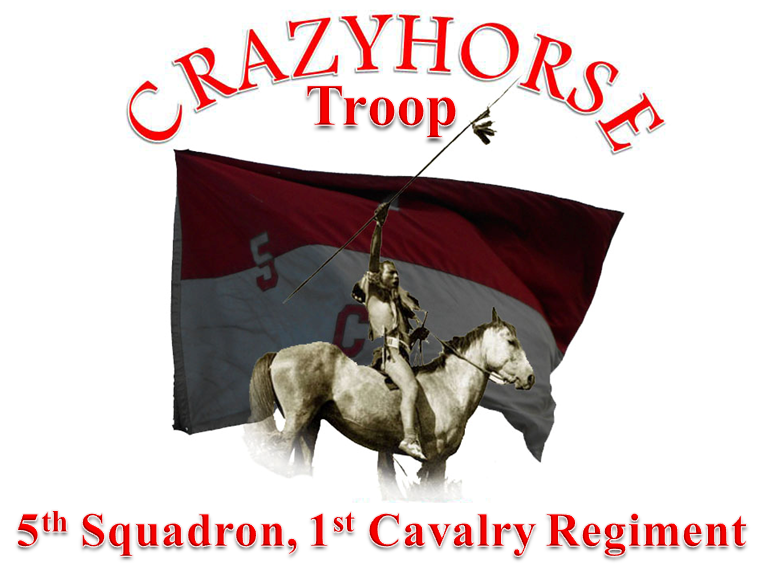 CRAZYHORSE
Troop
5
C
5th Squadron, 1st Cavalry Regiment